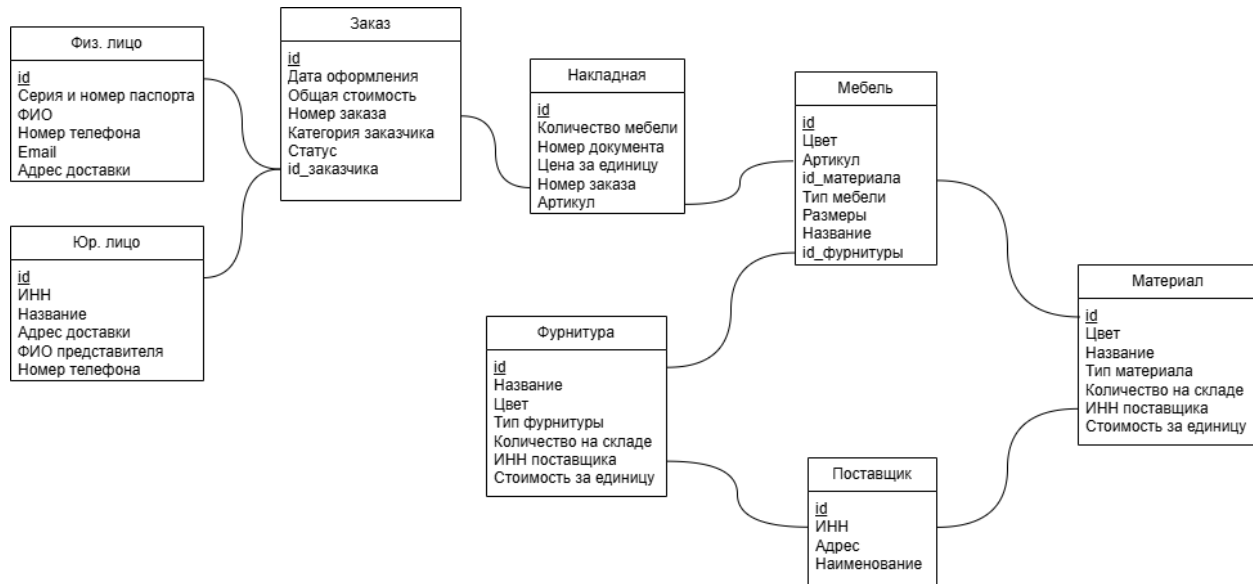 Физ. лицо
id
Серия и номер паспорта
ФИО
Номер телефона
Email
Адрес доставки
Юр. лицо
id
ИНН
Название
Адрес доставки
ФИО представителя
Номер телефона
Заказ
id
Дата оформления
Общая стоимость
Номер заказа
Категория заказчика
Статус
id_заказчика
Накладная
id
Количество мебели
Номер документа
Цена за единицу
Номер заказа
Артикул
Мебель
id
Цвет
Артикул
id_материала
Тип мебели
Размеры
Название
id_фурнитуры
Фурнитура
id
Название
Цвет
Тип фурнитуры
Количество на складе
ИНН поставщика
Стоимость за единицу
Поставщик
id
ИНН
Адрес
Наименование
Материал
id
Цвет
Название
Тип материала
Количество на складе
ИНН поставщика
Стоимость за единицу